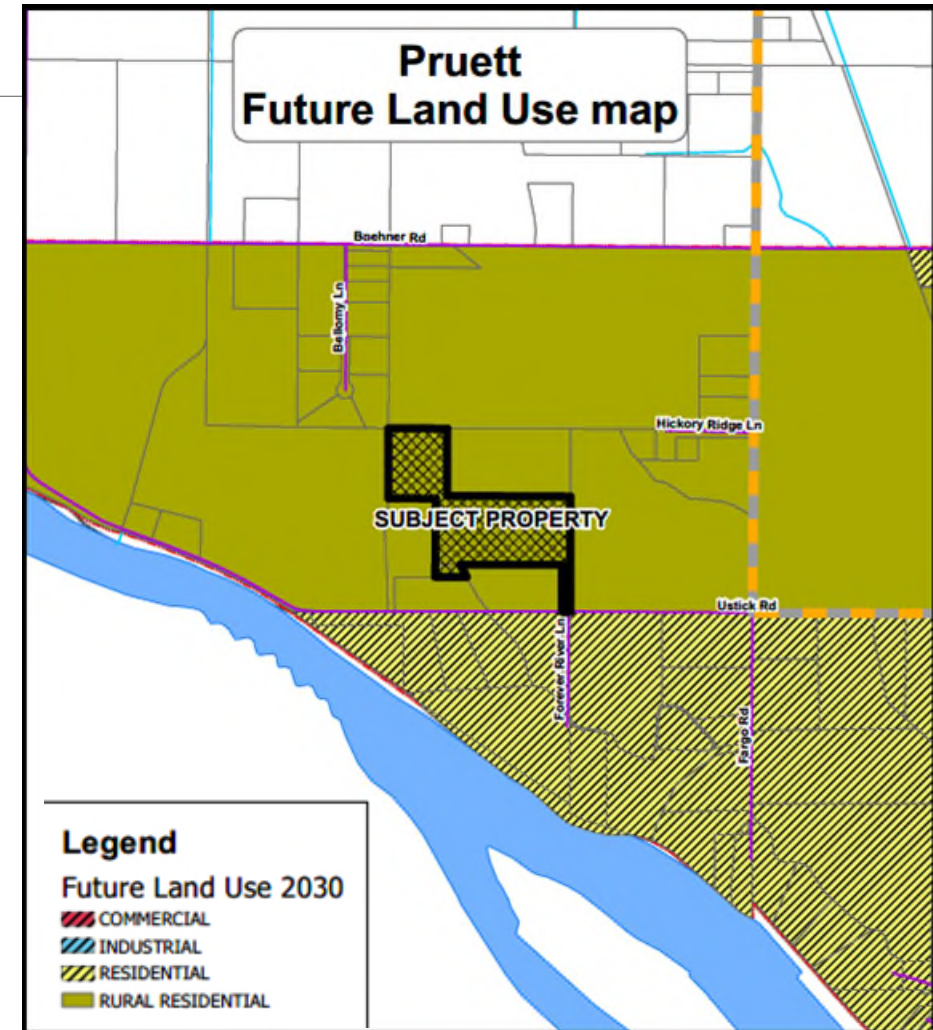 Pruett
Future Land Use map
Boehner Rd
Bellomy Ln
Hickory Ridge Ln
SUBJECT PROPERTY
Ustick Rd
Forever River Ln
Fargo Rd
Legend
Future Land Use 2030
COMMERCIAL
INDUSTRIAL
RESIDENTIAL
RURAL RESIDENTIAL